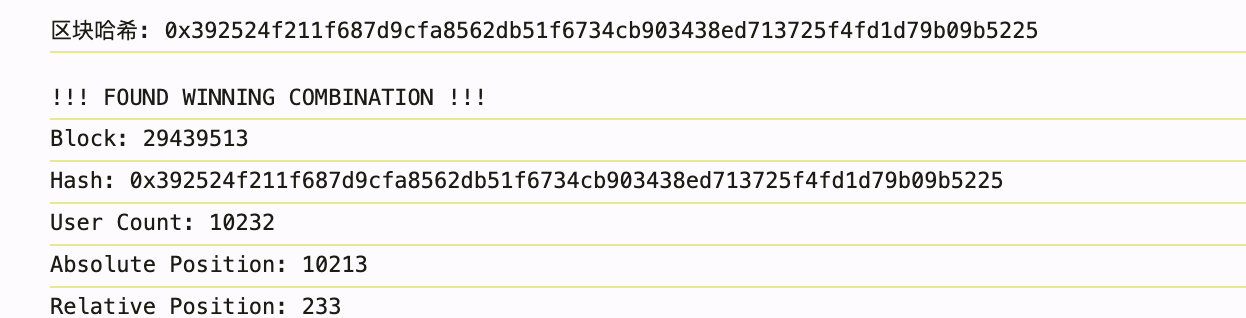 区块哈希: 0x392524f211f687d9cfa8562db51f6734cb903438ed713725f4fd1d79b09b5225
!!! FOUND WINNING COMBINATION !!!
Block: 29439513
Hash: 0x392524f211f687d9cfa8562db51f6734cb903438ed713725f4fd1d79b09b5225
User Count: 10232
Absolute Position: 10213
Relative Position: 233